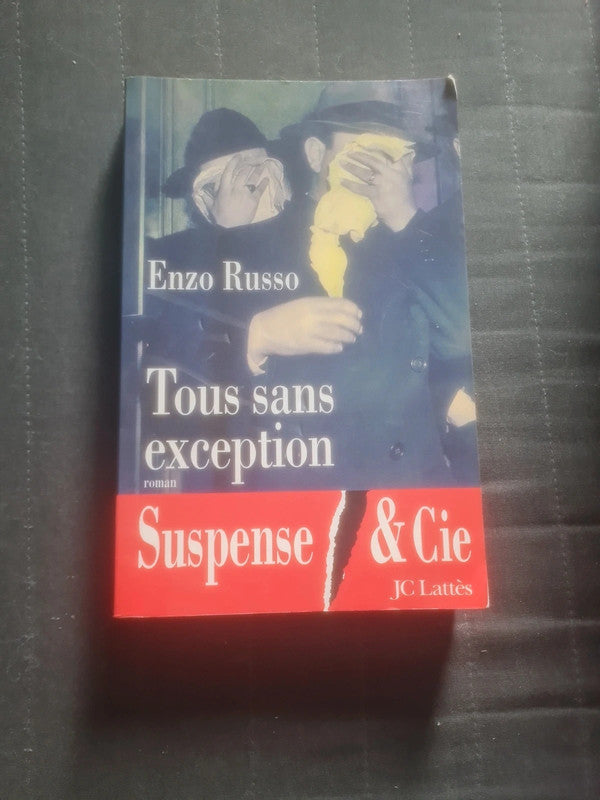 Enzo Russo
Tous sans
exception
roman
Suspense & Cie
JC Lattès